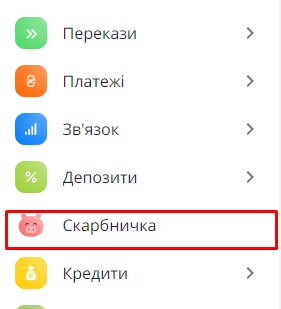 Перекази
Платежі
Зв'язок
Депозити
Скарбничка
Кредити